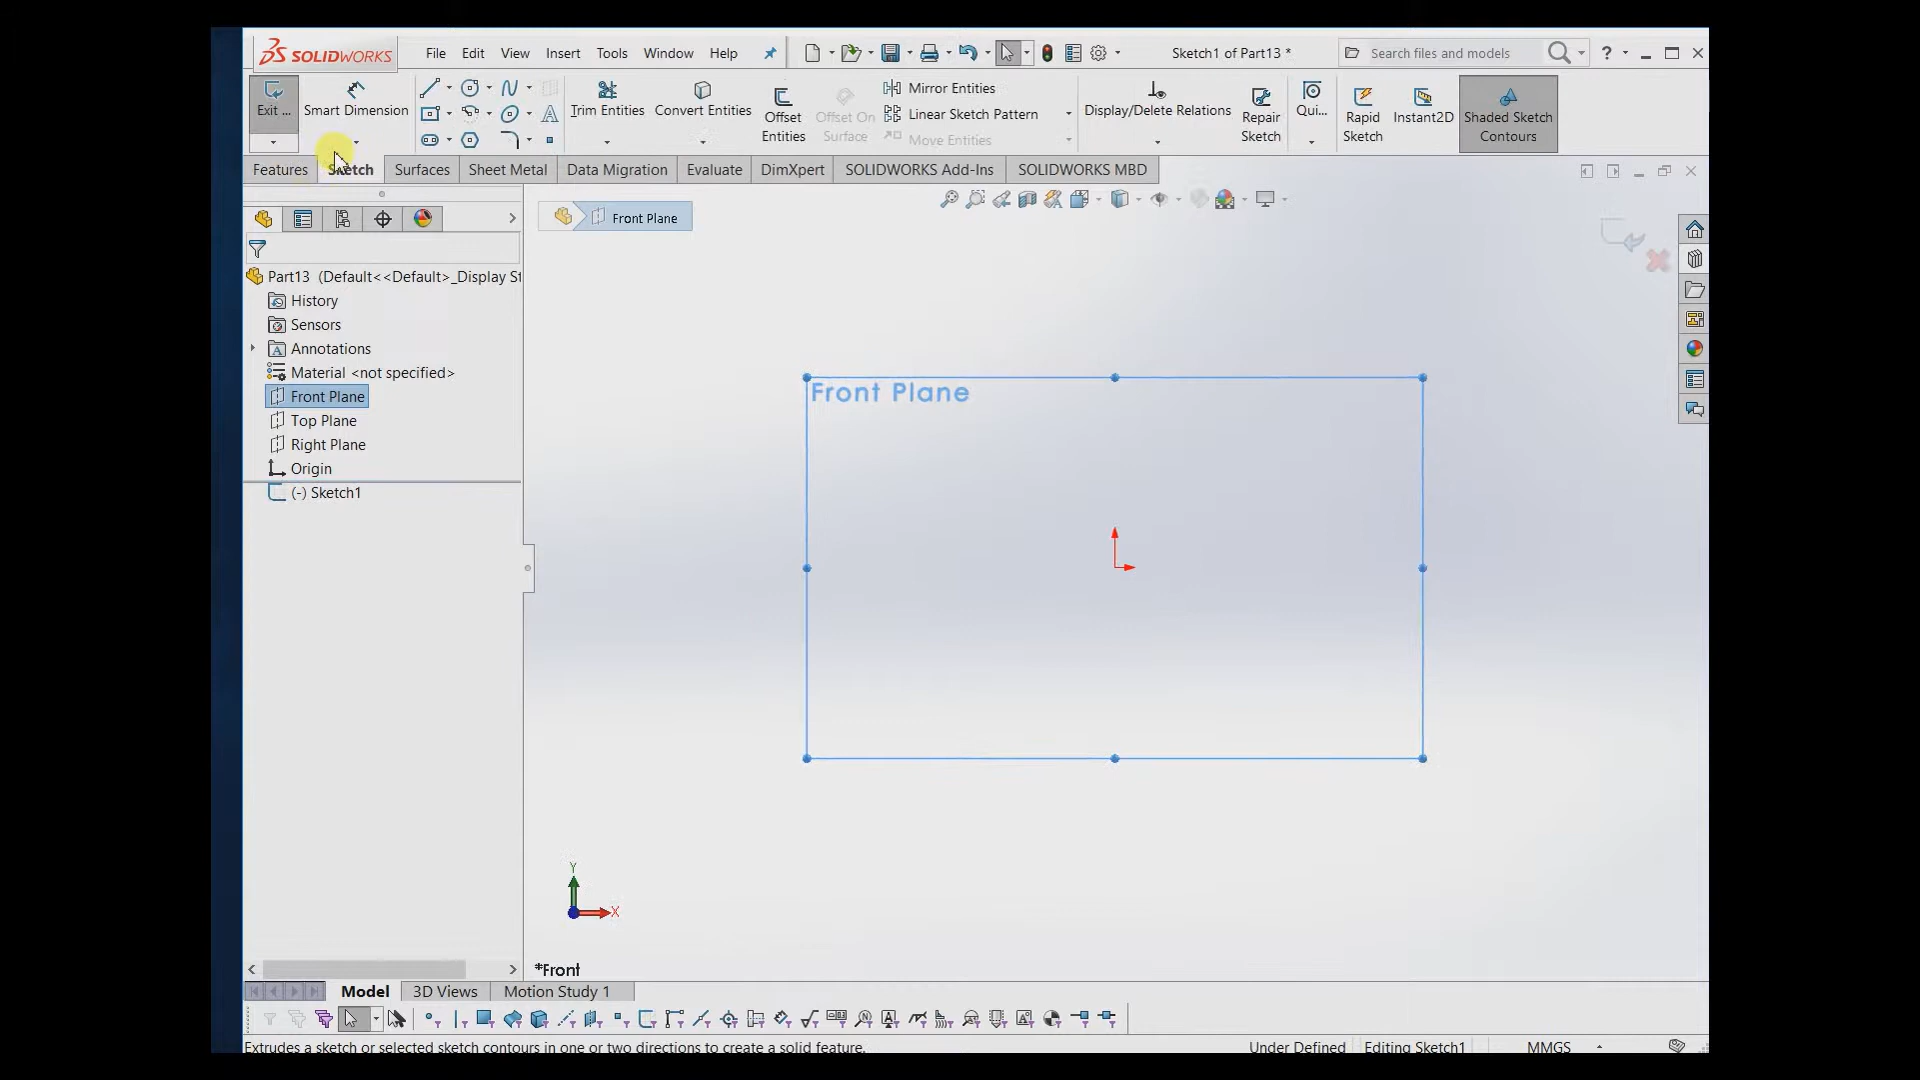 SOLIDWORKS File Edit View Insert Tools Window Help Sketch1 of Part13 * Search files and models ?
Exit ... Smart Dimension Trim Entities Convert Entities Offset Entities Offset On Surface Mirror Entities Linear Sketch Pattern Move Entities Display/Delete Relations Repair Sketch Qui... Rapid Sketch Instant2D Shaded Sketch Contours
Features Sketch Surfaces Sheet Metal Data Migration Evaluate DimXpert SOLIDWORKS Add-Ins SOLIDWORKS MBD
Front Plane
Part13 (Default<<Default>_Display St
History
Sensors
Annotations
Material <not specified>
Front Plane
Top Plane
Right Plane
Origin
(-) Sketch1
Front Plane
Y
X
*Front
Model 3D Views Motion Study 1
Extrudes a sketch or selected sketch contours in one or two directions to create a solid feature. Under Defined Editing Sketch1 MMGS